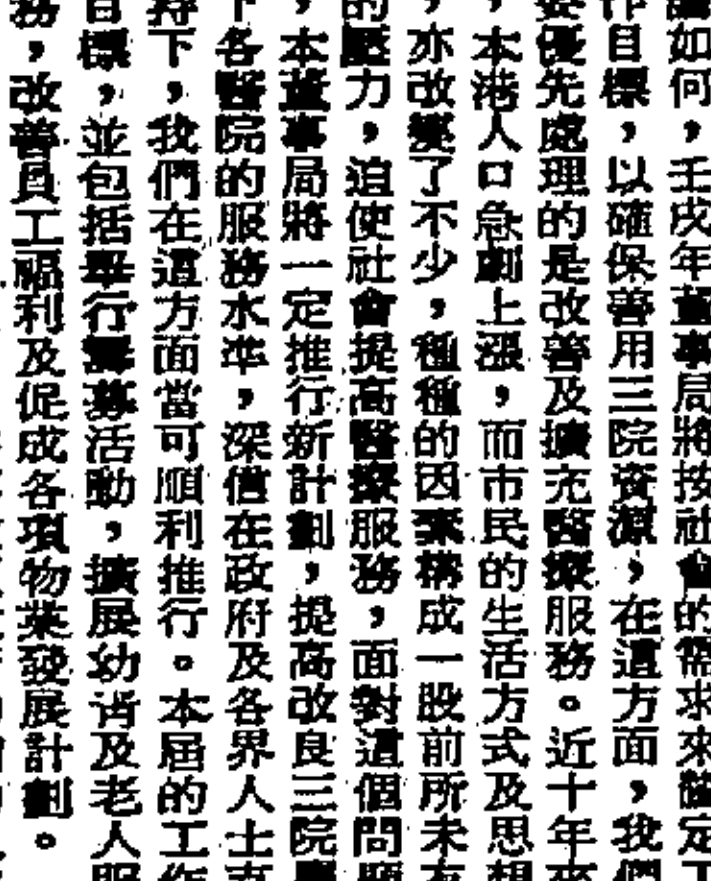 論如何，壬戌年董事局將按社會的需求來釐定工
作目標，以確保善用三院資源，在這方面，我們
要優先處理的是改善及擴充醫療服務。近十年來
，本港人口急劇上漲，而市民的生活方式及思想
，亦改變了不少，種種的因素構成一股前所未有
的壓力，迫使社會提高醫療服務，面對這個問題
，本董事局將一定推行新計劃，提高改良三院屬
下各醫院的服務水準，深信在政府及各界人士支
持下，我們在這方面當可順利推行。本屆的工作
目標，並包括舉行籌募活動，擴展幼靑及老人服
務，改善員工福利及促成各項物業發展計劃。